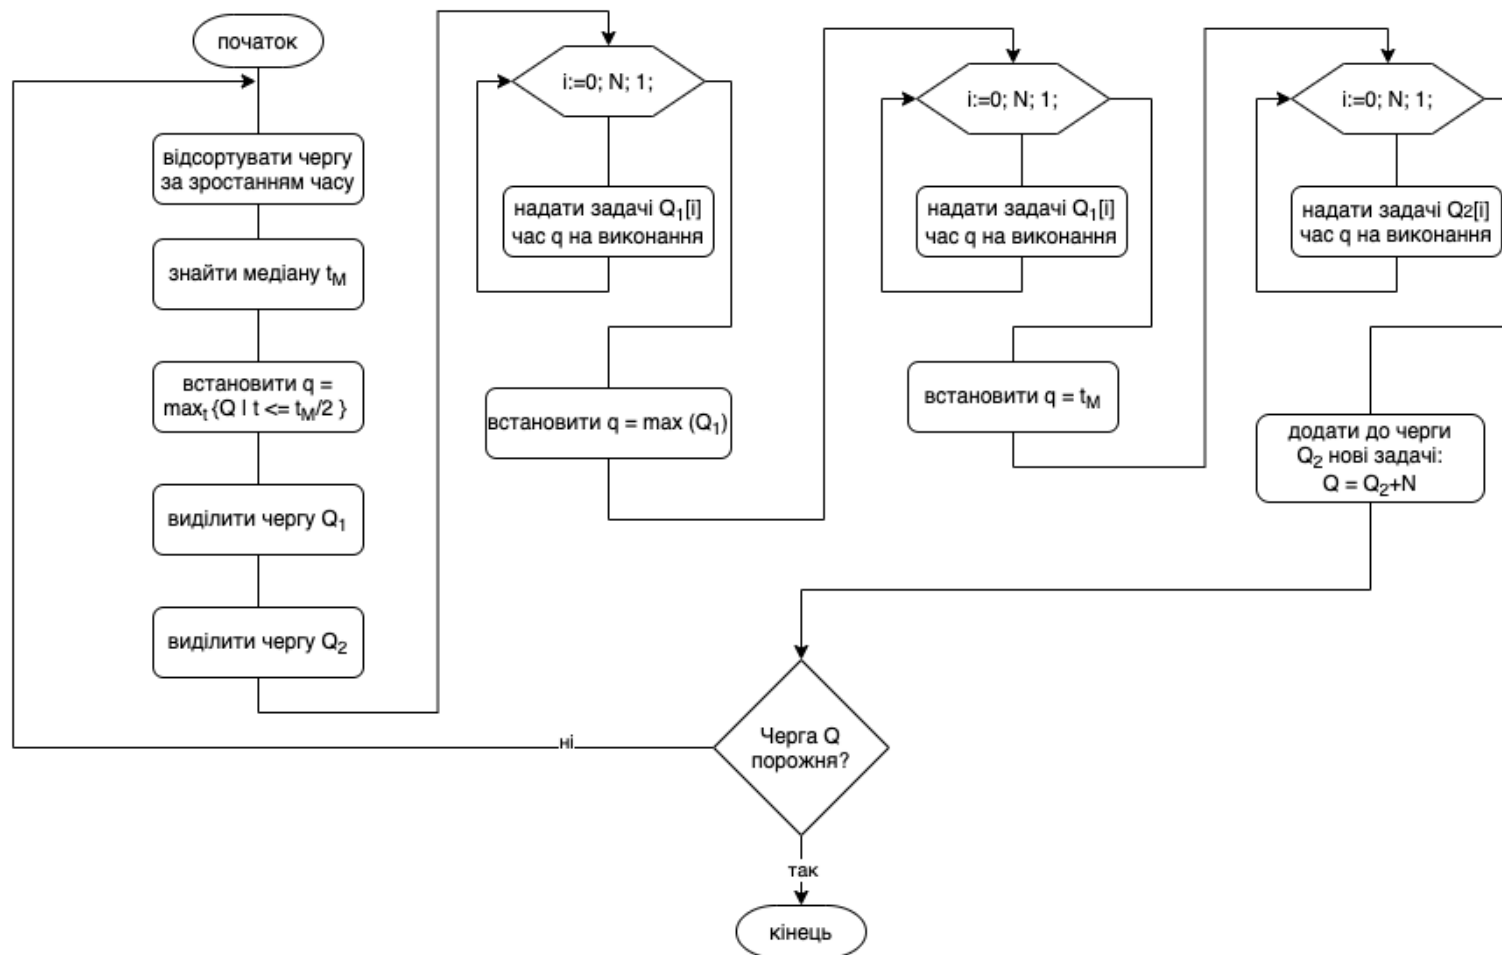 початок
відсортувати чергу
за зростанням часу
знайти медіану tM
встановити q =
maxt{Q | t <= tM/2 }
виділити чергу Q1
виділити чергу Q2
i:=0; N; 1;
надати задачі Q1[i]
час q на виконання
встановити q = max (Q1)
i:=0; N; 1;
надати задачі Q1[i]
час q на виконання
встановити q = tM
i:=0; N; 1;
надати задачі Q2[i]
час q на виконання
додати до черги
Q2 нові задачі:
Q = Q2+N
Черга Q
порожня?
ні
так
кінець